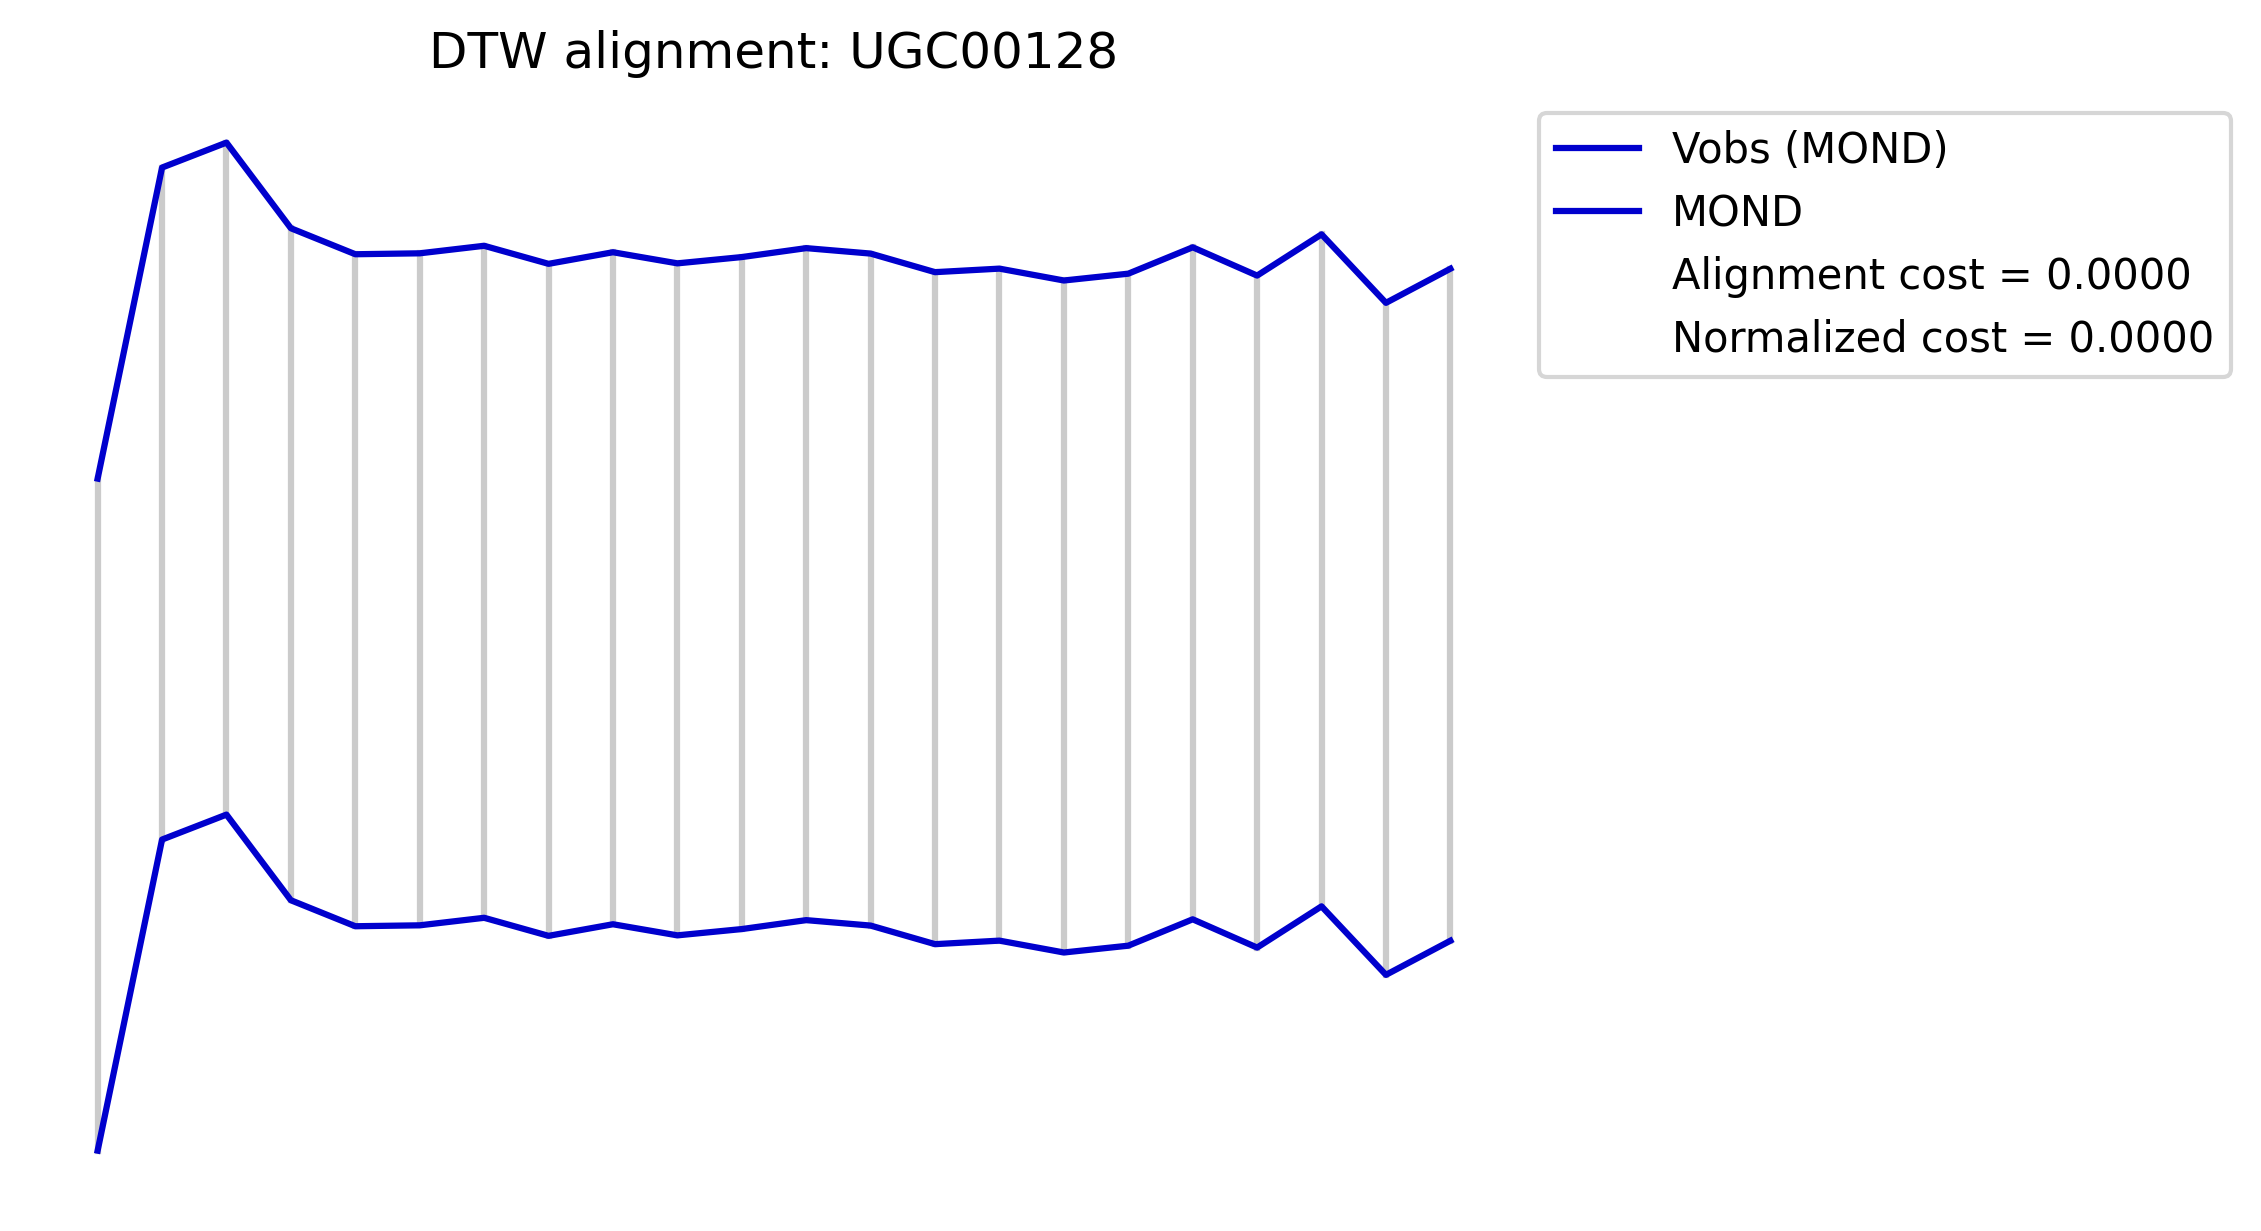 DTW alignment: UGC00128
Vobs (MOND)
MOND
Alignment cost = 0.0000
Normalized cost = 0.0000